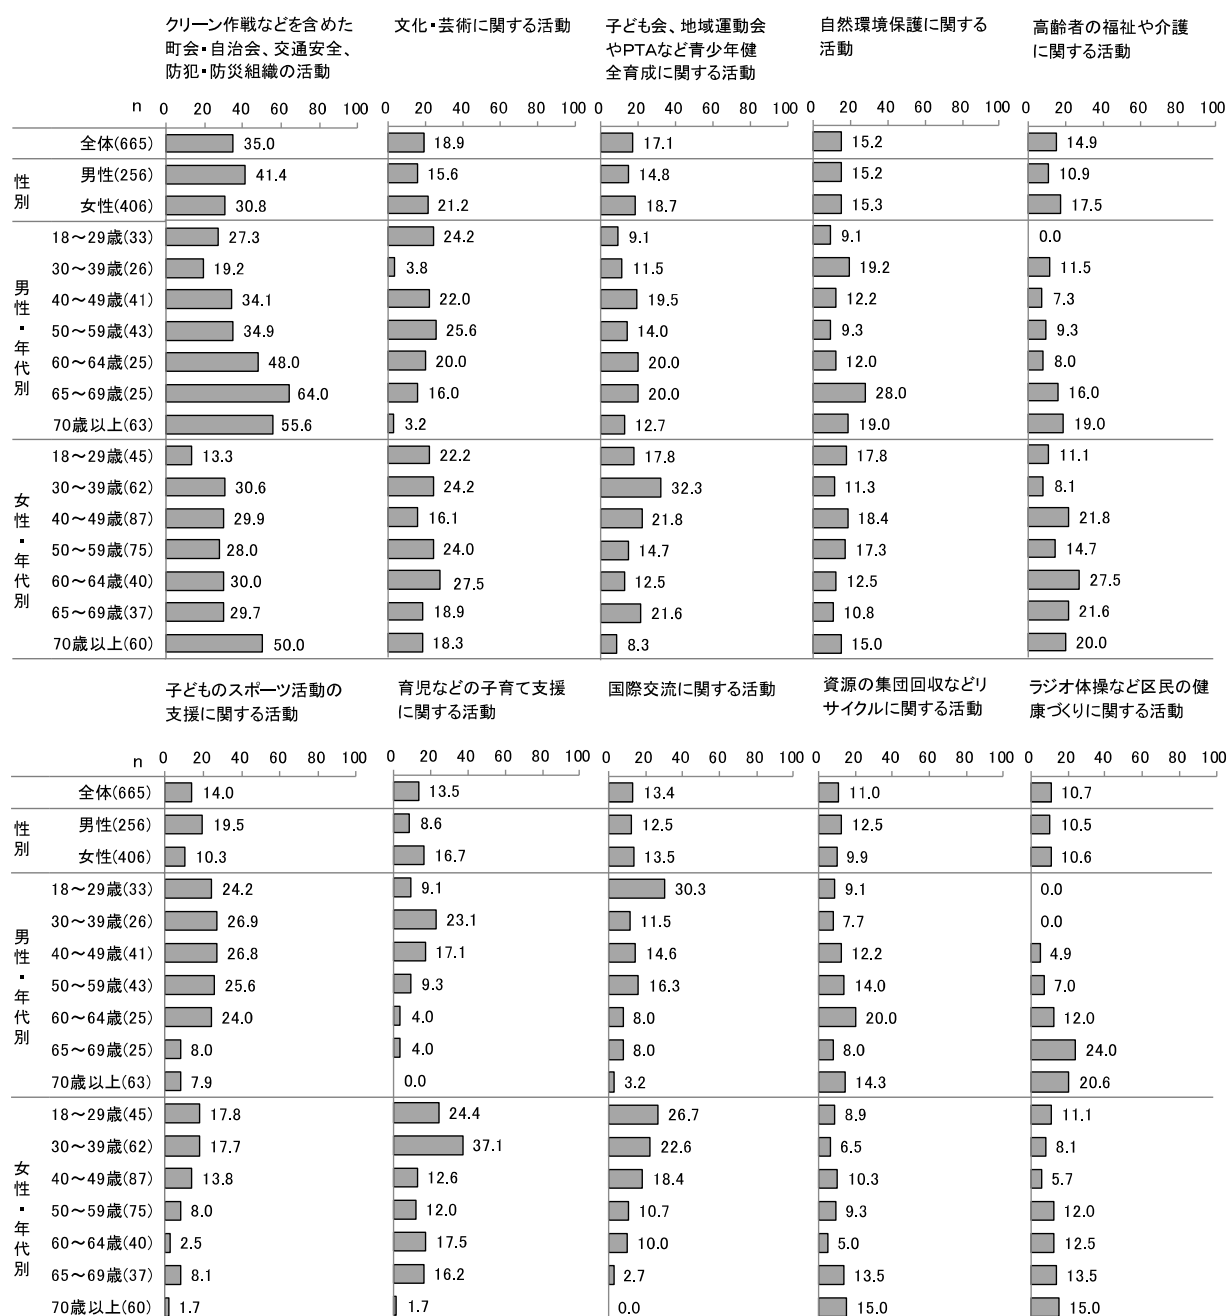 クリーン作戦などを含めた
町会・自治会、交通安全、
防犯・防災組織の活動
文化・芸術に関する活動
子ども会、地域運動会
やPTAなど青少年健
全育成に関する活動
自然環境保護に関する
活動
高齢者の福祉や介護
に関する活動
n 0 20 40 60 80 100 0 20 40 60 80 100 0 20 40 60 80 100 0 20 40 60 80 100 0 20 40 60 80 100
全体(665) 35.0 18.9 17.1 15.2 14.9
性別
男性(256) 41.4 15.6 14.8 15.2 10.9
女性(406) 30.8 21.2 18.7 15.3 17.5
男性・年代別
18～29歳(33) 27.3 24.2 9.1 9.1 0.0
30～39歳(26) 19.2 3.8 11.5 19.2 11.5
40～49歳(41) 34.1 22.0 19.5 12.2 7.3
50～59歳(43) 34.9 25.6 14.0 9.3 9.3
60～64歳(25) 48.0 20.0 20.0 12.0 8.0
65～69歳(25) 64.0 16.0 20.0 28.0 16.0
70歳以上(63) 55.6 3.2 12.7 19.0 19.0
女性・年代別
18～29歳(45) 13.3 22.2 17.8 17.8 11.1
30～39歳(62) 30.6 24.2 32.3 11.3 8.1
40～49歳(87) 29.9 16.1 21.8 18.4 21.8
50～59歳(75) 28.0 24.0 14.7 17.3 14.7
60～64歳(40) 30.0 27.5 12.5 12.5 27.5
65～69歳(37) 29.7 18.9 21.6 10.8 21.6
70歳以上(60) 50.0 18.3 8.3 15.0 20.0
子どものスポーツ活動の
支援に関する活動
育児などの子育て支援
に関する活動
国際交流に関する活動
資源の集団回収などリ
サイクルに関する活動
ラジオ体操など区民の健
康づくりに関する活動
n 0 20 40 60 80 100 0 20 40 60 80 100 0 20 40 60 80 100 0 20 40 60 80 100 0 20 40 60 80 100
全体(665) 14.0 13.5 13.4 11.0 10.7
性別
男性(256) 19.5 8.6 12.5 12.5 10.5
女性(406) 10.3 16.7 13.5 9.9 10.6
男性・年代別
18～29歳(33) 24.2 9.1 30.3 9.1 0.0
30～39歳(26) 26.9 23.1 11.5 7.7 0.0
40～49歳(41) 26.8 17.1 14.6 12.2 4.9
50～59歳(43) 25.6 9.3 16.3 14.0 7.0
60～64歳(25) 24.0 4.0 8.0 20.0 12.0
65～69歳(25) 8.0 4.0 8.0 8.0 24.0
70歳以上(63) 7.9 0.0 3.2 14.3 20.6
女性・年代別
18～29歳(45) 17.8 24.4 26.7 8.9 11.1
30～39歳(62) 17.7 37.1 22.6 6.5 8.1
40～49歳(87) 13.8 12.6 18.4 10.3 5.7
50～59歳(75) 8.0 12.0 10.7 9.3 12.0
60～64歳(40) 2.5 17.5 10.0 5.0 12.5
65～69歳(37) 8.1 16.2 2.7 13.5 13.5
70歳以上(60) 1.7 1.7 0.0 15.0 15.0